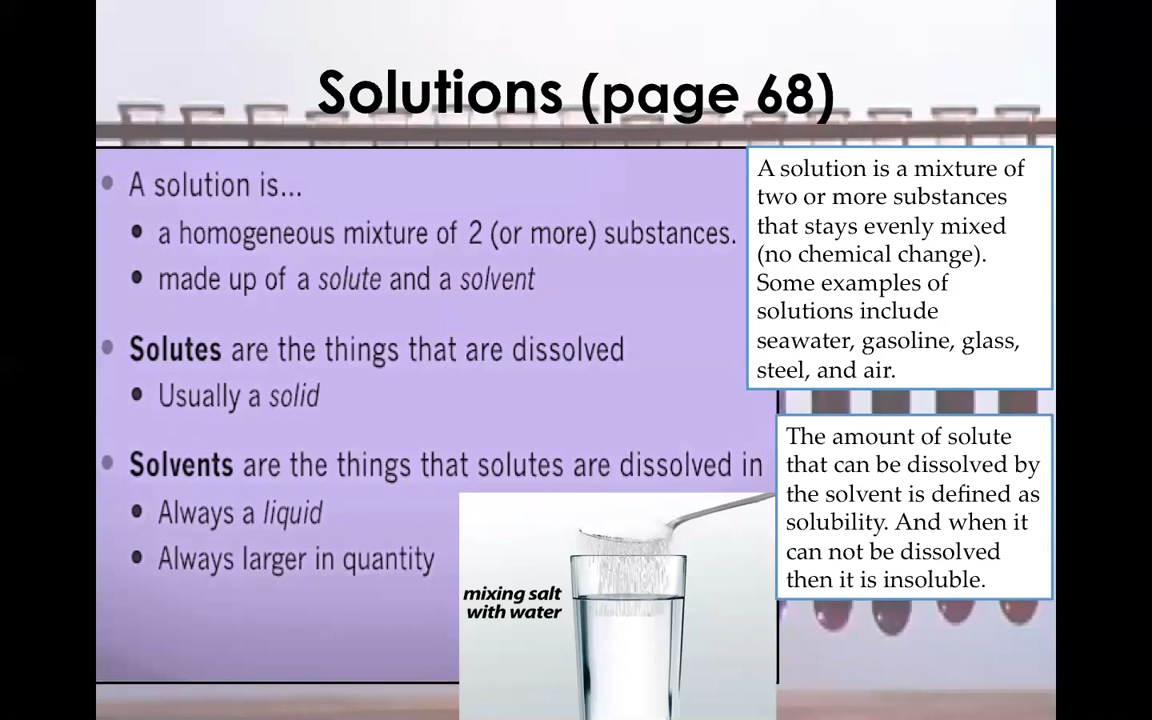 Solutions (page 68)
• A solution is...
• a homogeneous mixture of 2 (or more) substances.
• made up of a solute and a solvent
• Solutes are the things that are dissolved
• Usually a solid
• Solvents are the things that solutes are dissolved in
• Always a liquid
• Always larger in quantity
mixing salt
with water
A solution is a mixture of
two or more substances
that stays evenly mixed
(no chemical change).
Some examples of
solutions include
seawater, gasoline, glass,
steel, and air.
The amount of solute
that can be dissolved by
the solvent is defined as
solubility. And when it
can not be dissolved
then it is insoluble.